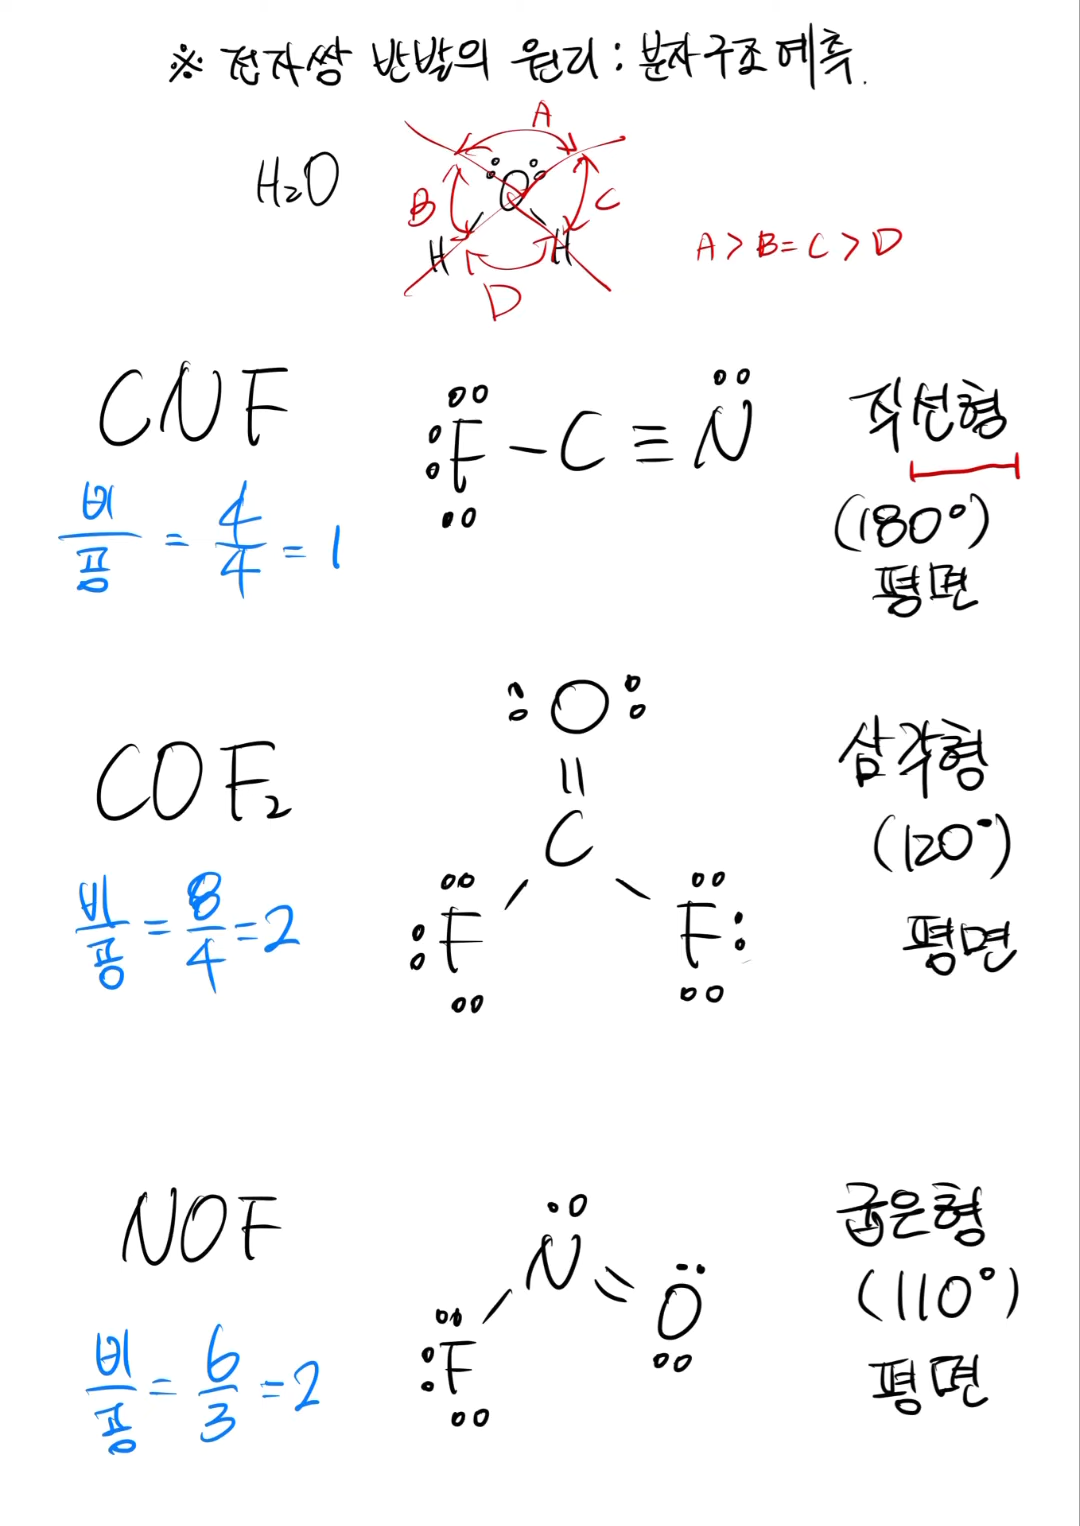 ※ 전자쌍 반발의 원리 : 분자구조예측.
H₂O
A
O
B
C
H H
D
A > B = C > D
CNF
F - C ≡ N
직선형
(180°)
평면
비/공 = 4/4 = 1
COF₂
O
||
C
F F
삼각형
(120°)
평면
비/공 = 8/4 = 2
NOF
N = O
F
굽은형
(110°)
평면
비/공 = 6/3 = 2